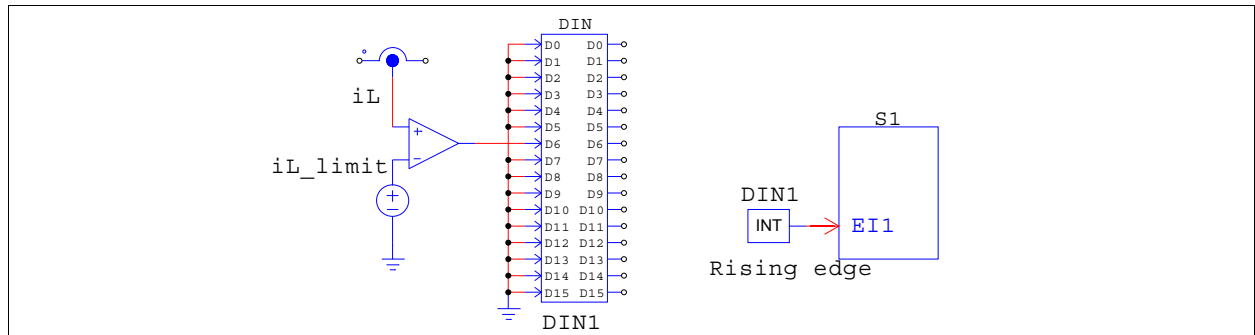 DIN
D0 D0
D1 D1
D2 D2
D3 D3
D4 D4
D5 D5
D6 D6
D7 D7
D8 D8
D9 D9
D10 D10
D11 D11
D12 D12
D13 D13
D14 D14
D15 D15
DIN1
iL
iL_limit
+
−
+
−
S1
DIN1
INT
EI1
Rising edge